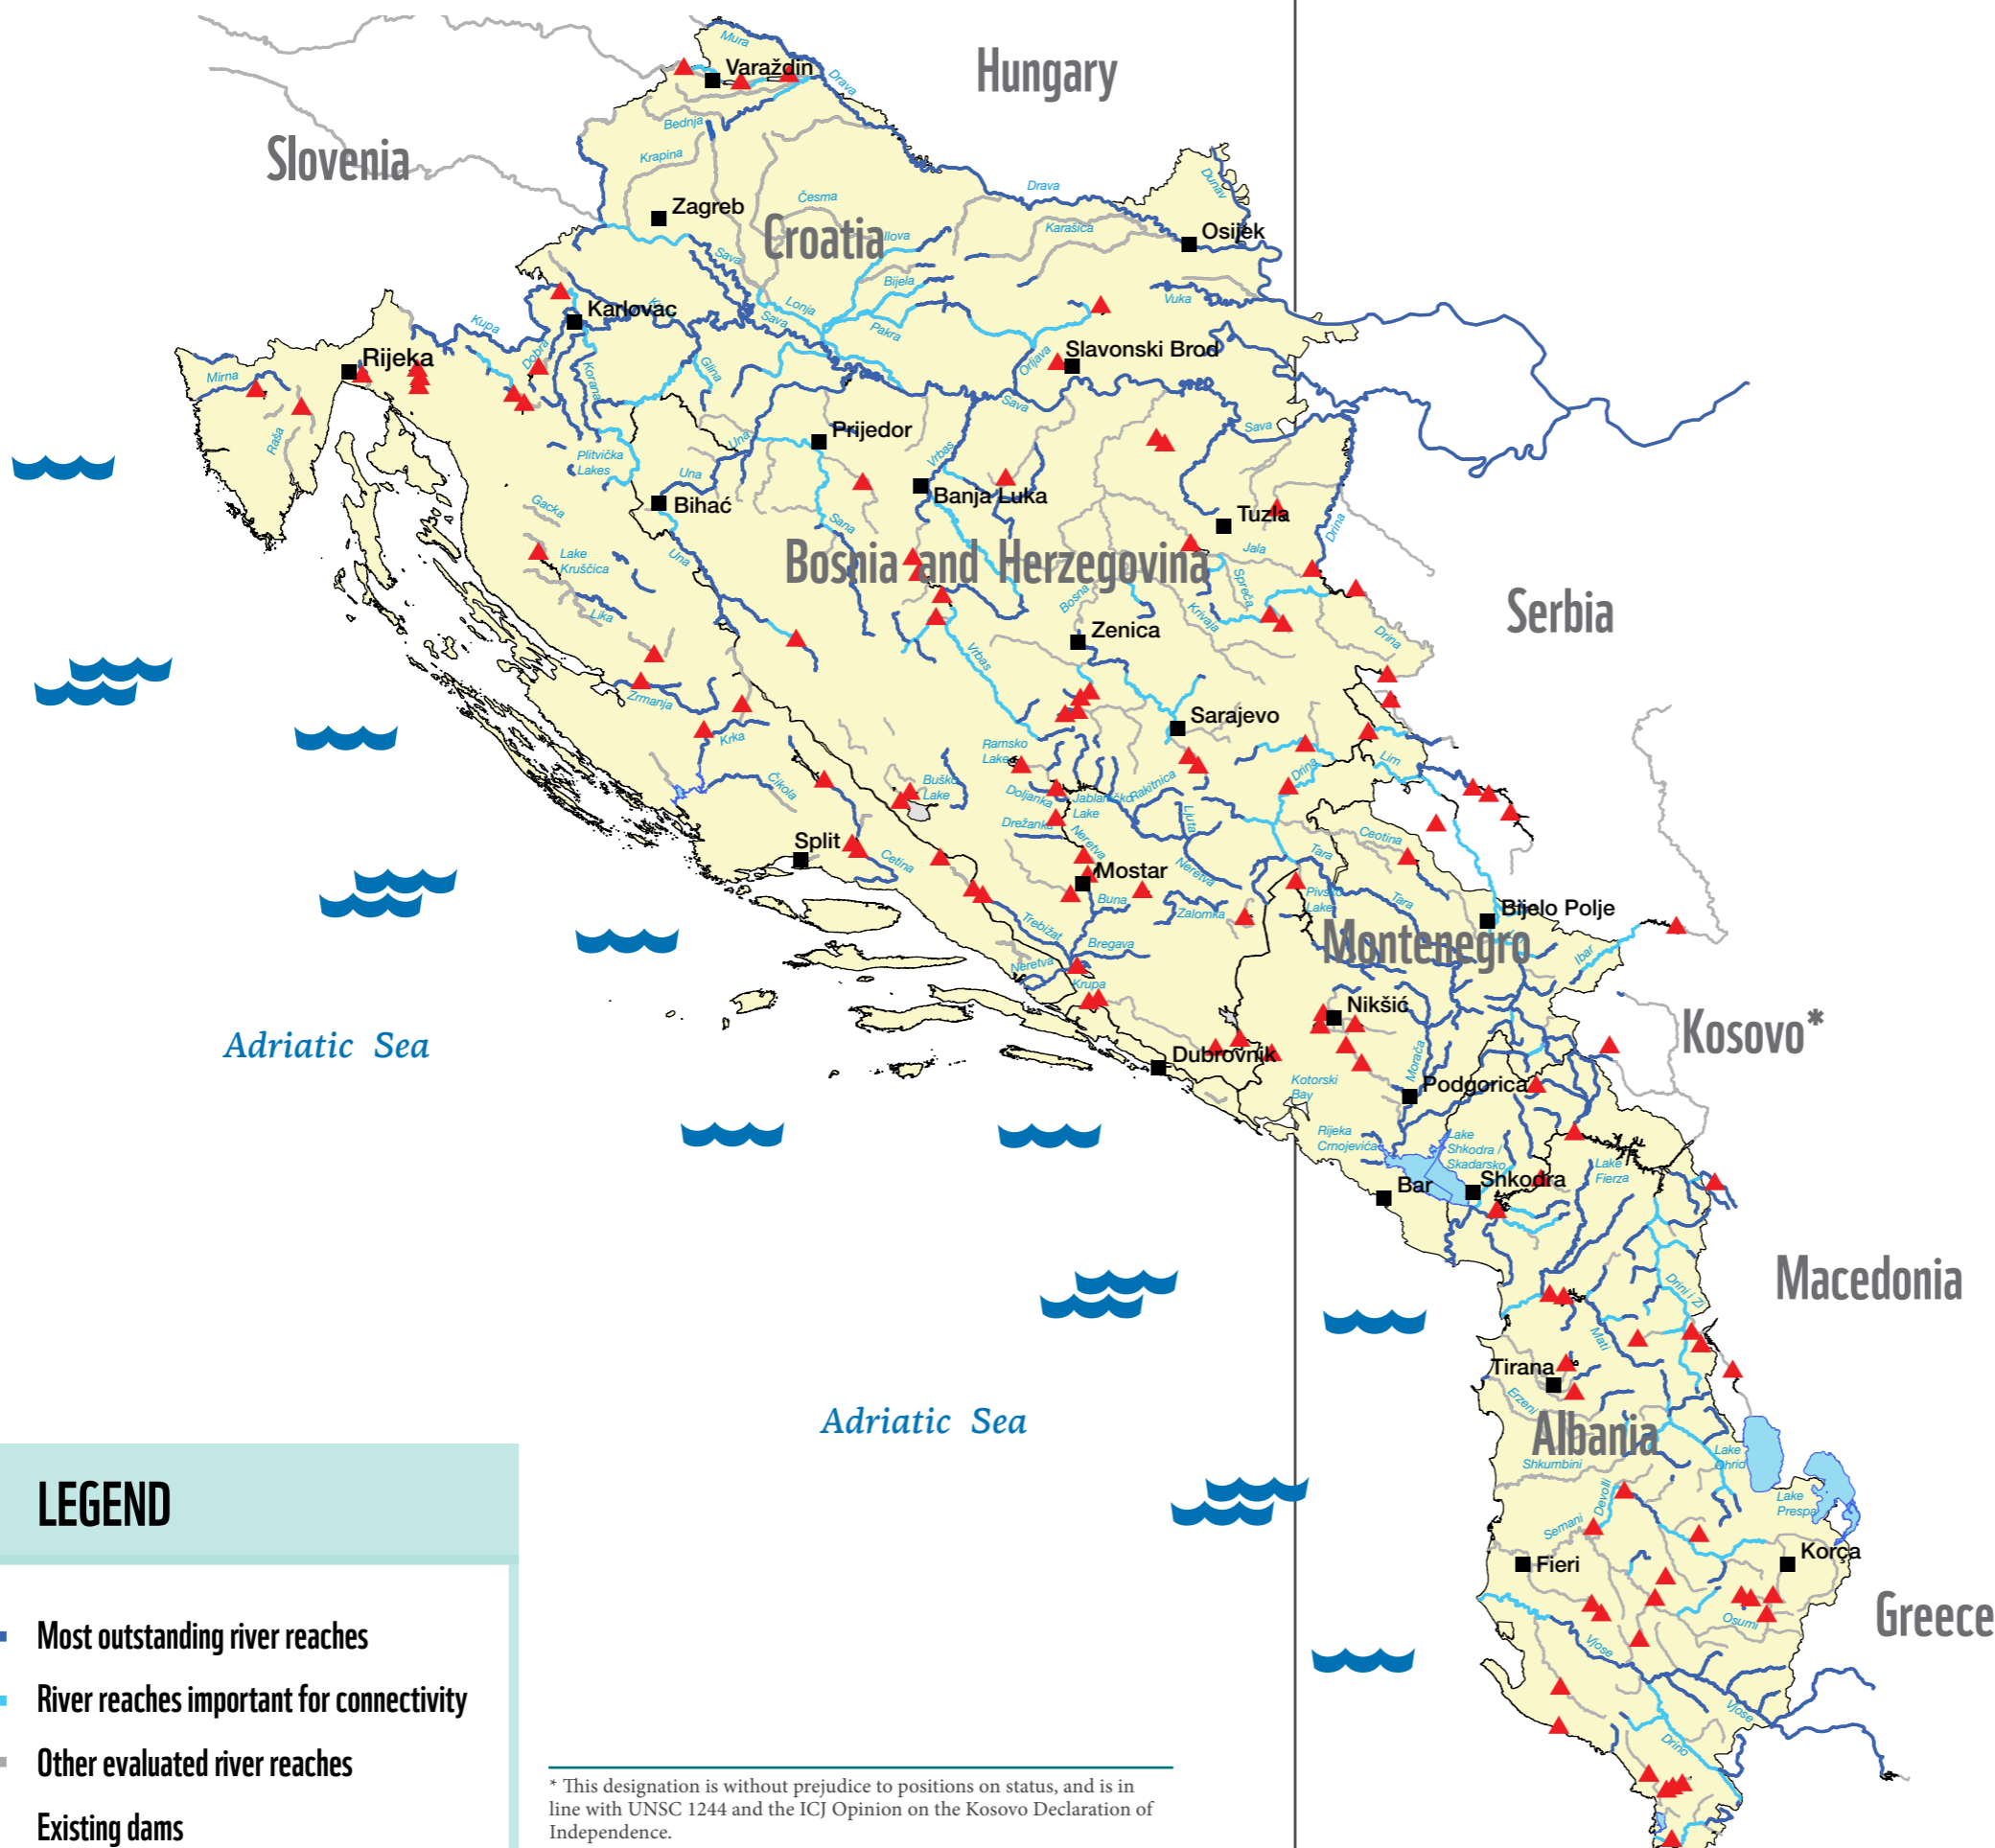 Mura
Varaždin
Drava
Hungary
Bednja
Slovenia
Krapina
Drava
Dunav
Česma
Zagreb
Croatia
Ilova
Karašica
Osijek
Sava
Bijela
Vuka
Lonja
Karlovac
Sava
Pakra
Kupa
Rijeka
Dobra
Korana
Glina
Orljava
Slavonski Brod
Mirna
Raša
Sava
Sava
Prijedor
Una
Vrbas
Plitvička
Lakes
Una
Bihać
Banja Luka
Gacka
Sana
Tuzla
Drina
Lake
Kruščica
Una
Bosnia and Herzegovina
Jala
Spreča
Lika
Bosna
Krivaja
Serbia
Zenica
Drina
Vrbas
Zrmanja
Sarajevo
Krka
Ramsko
Lake
Lim
Čikola
Buško
Lake
Doljanka
Jablaničko
Lake
Rakitnica
Drina
Ljuta
Drežanka
Neretva
Ceotina
Split
Cetina
Tara
Mostar
Neretva
Buna
Pivsko
Lake
Tara
Bijelo Polje
Zalomka
Trebižat
Bregava
Montenegro
Ibar
Neretva
Krupa
Nikšić
Kosovo*
Adriatic Sea
Dubrovnik
Morača
Kotorski
Bay
Podgorica
Rijeka
Crnojevića
Lake
Shkodra /
Skadarsko
Lake
Fierza
Bar
Shkodra
Macedonia
Drini i Zi
Mati
Tirana
Erzeni
Adriatic Sea
Albania
Lake
Ohrid
Shkumbini
Devolli
Lake
Prespa
Semani
Korça
Fieri
Osumi
Greece
Vjose
Vjose
Drino
LEGEND
Most outstanding river reaches
River reaches important for connectivity
Other evaluated river reaches
Existing dams
* This designation is without prejudice to positions on status, and is in
line with UNSC 1244 and the ICJ Opinion on the Kosovo Declaration of
Independence.